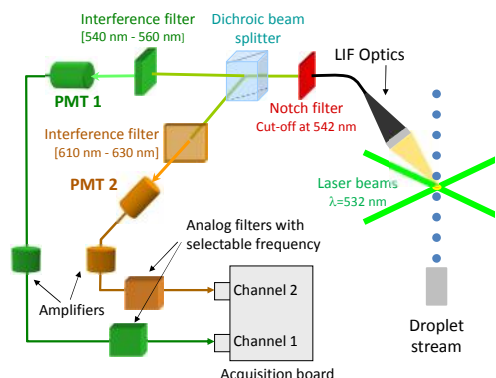 Interference filter
[540 nm - 560 nm]
Dichroic beam
splitter
LIF Optics
PMT 1
Notch filter
Cut-off at 542 nm
Interference filter
[610 nm - 630 nm]
PMT 2
Laser beams
λ=532 nm
Analog filters with
selectable frequency
Amplifiers
Channel 2
Channel 1
Droplet
stream
Acquisition board